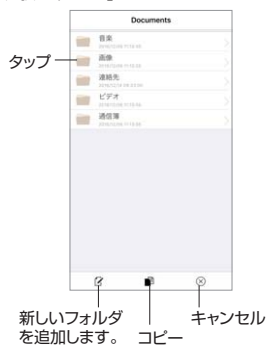 Documents
音楽
画像
タップ
連絡先
ビデオ
通信簿
新しいフォルダ
を追加します。
コピー
キャンセル